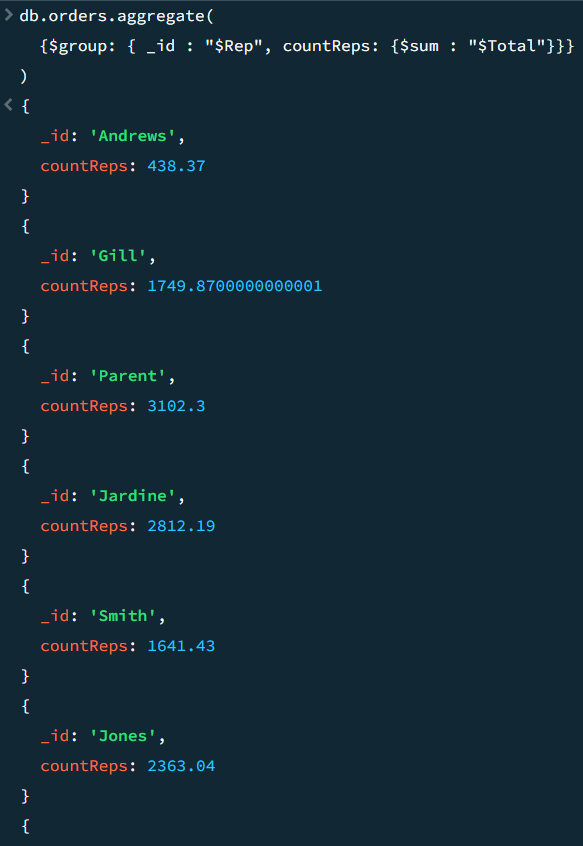 db.orders.aggregate(
{$group: { _id : "$Rep", countReps: {$sum : "$Total"}}}
)
{
_id: 'Andrews',
countReps: 438.37
}
{
_id: 'Gill',
countReps: 1749.8700000000001
}
{
_id: 'Parent',
countReps: 3102.3
}
{
_id: 'Jardine',
countReps: 2812.19
}
{
_id: 'Smith',
countReps: 1641.43
}
{
_id: 'Jones',
countReps: 2363.04
}
{